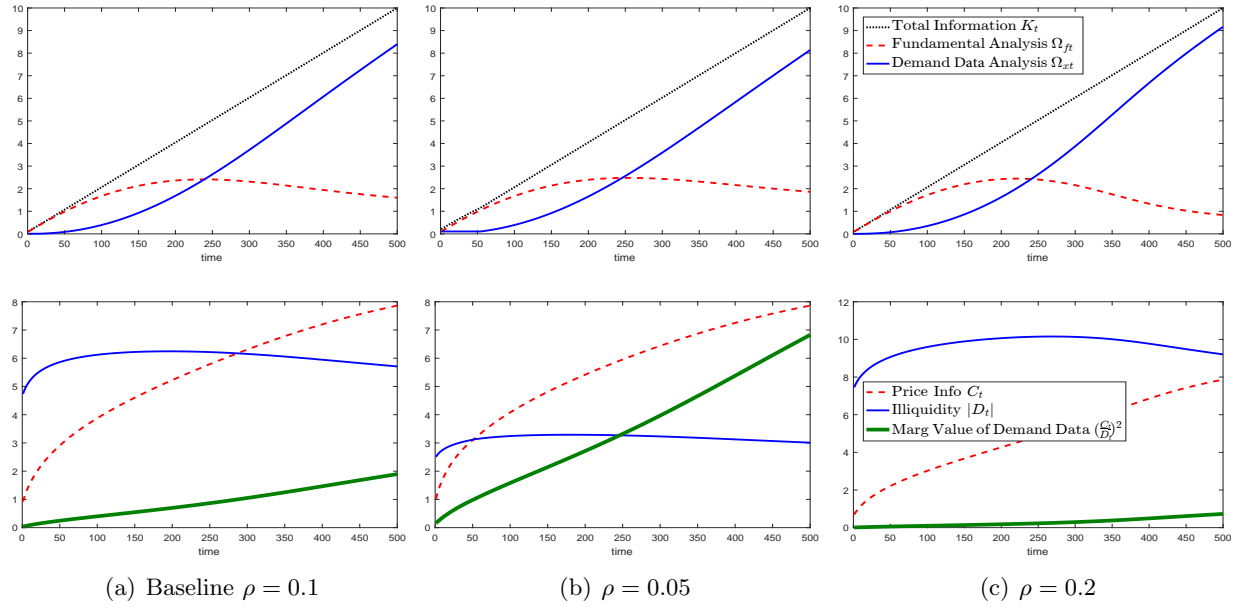 10
9
8
7
6
5
4
3
2
1
0
0 50 100 150 200 250 300 350 400 450 500
time
10
9
8
7
6
5
4
3
2
1
0
0 50 100 150 200 250 300 350 400 450 500
time
10
9
8
7
6
5
4
3
2
1
0
0 50 100 150 200 250 300 350 400 450 500
time
Total Information K_t
Fundamental Analysis Ω_{ft}
Demand Data Analysis Ω_{xt}
8
7
6
5
4
3
2
1
0
0 50 100 150 200 250 300 350 400 450 500
time
8
7
6
5
4
3
2
1
0
0 50 100 150 200 250 300 350 400 450 500
time
12
10
8
6
4
2
0
0 50 100 150 200 250 300 350 400 450 500
time
Price Info C_t
Illiquidity |D_t|
Marg Value of Demand Data (C_t/D_t)^2
(a) Baseline ρ = 0.1
(b) ρ = 0.05
(c) ρ = 0.2